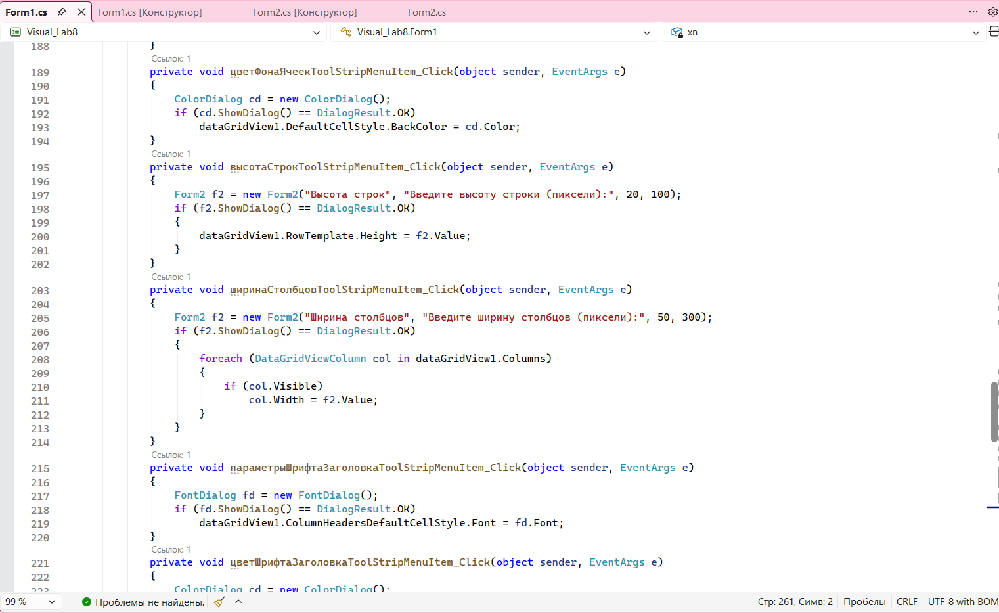 Form1.cs Form1.cs [Конструктор] Form2.cs [Конструктор] Form2.cs
Visual_Lab8 Visual_Lab8.Form1 xn
188 }
Ссылок: 1
189 private void цветФонаЯчеекToolStripMenuItem_Click(object sender, EventArgs e)
190 {
191 ColorDialog cd = new ColorDialog();
192 if (cd.ShowDialog() == DialogResult.OK)
193 dataGridView1.DefaultCellStyle.BackColor = cd.Color;
194 }
Ссылок: 1
195 private void высотаСтрокToolStripMenuItem_Click(object sender, EventArgs e)
196 {
197 Form2 f2 = new Form2("Высота строк", "Введите высоту строки (пиксели):", 20, 100);
198 if (f2.ShowDialog() == DialogResult.OK)
199 {
200 dataGridView1.RowTemplate.Height = f2.Value;
201 }
202 }
Ссылок: 1
203 private void ширинаСтолбцовToolStripMenuItem_Click(object sender, EventArgs e)
204 {
205 Form2 f2 = new Form2("Ширина столбцов", "Введите ширину столбцов (пиксели):", 50, 300);
206 if (f2.ShowDialog() == DialogResult.OK)
207 {
208 foreach (DataGridViewColumn col in dataGridView1.Columns)
209 {
210 if (col.Visible)
211 col.Width = f2.Value;
212 }
213 }
214 }
Ссылок: 1
215 private void параметрыШрифтаЗаголовкаToolStripMenuItem_Click(object sender, EventArgs e)
216 {
217 FontDialog fd = new FontDialog();
218 if (fd.ShowDialog() == DialogResult.OK)
219 dataGridView1.ColumnHeadersDefaultCellStyle.Font = fd.Font;
220 }
Ссылок: 1
221 private void цветШрифтаЗаголовкаToolStripMenuItem_Click(object sender, EventArgs e)
222 {
223 ColorDialog cd = new ColorDialog();
99 % Проблемы не найдены. Стр: 261, Симв: 2 Пробелы CRLF UTF-8 with BOM